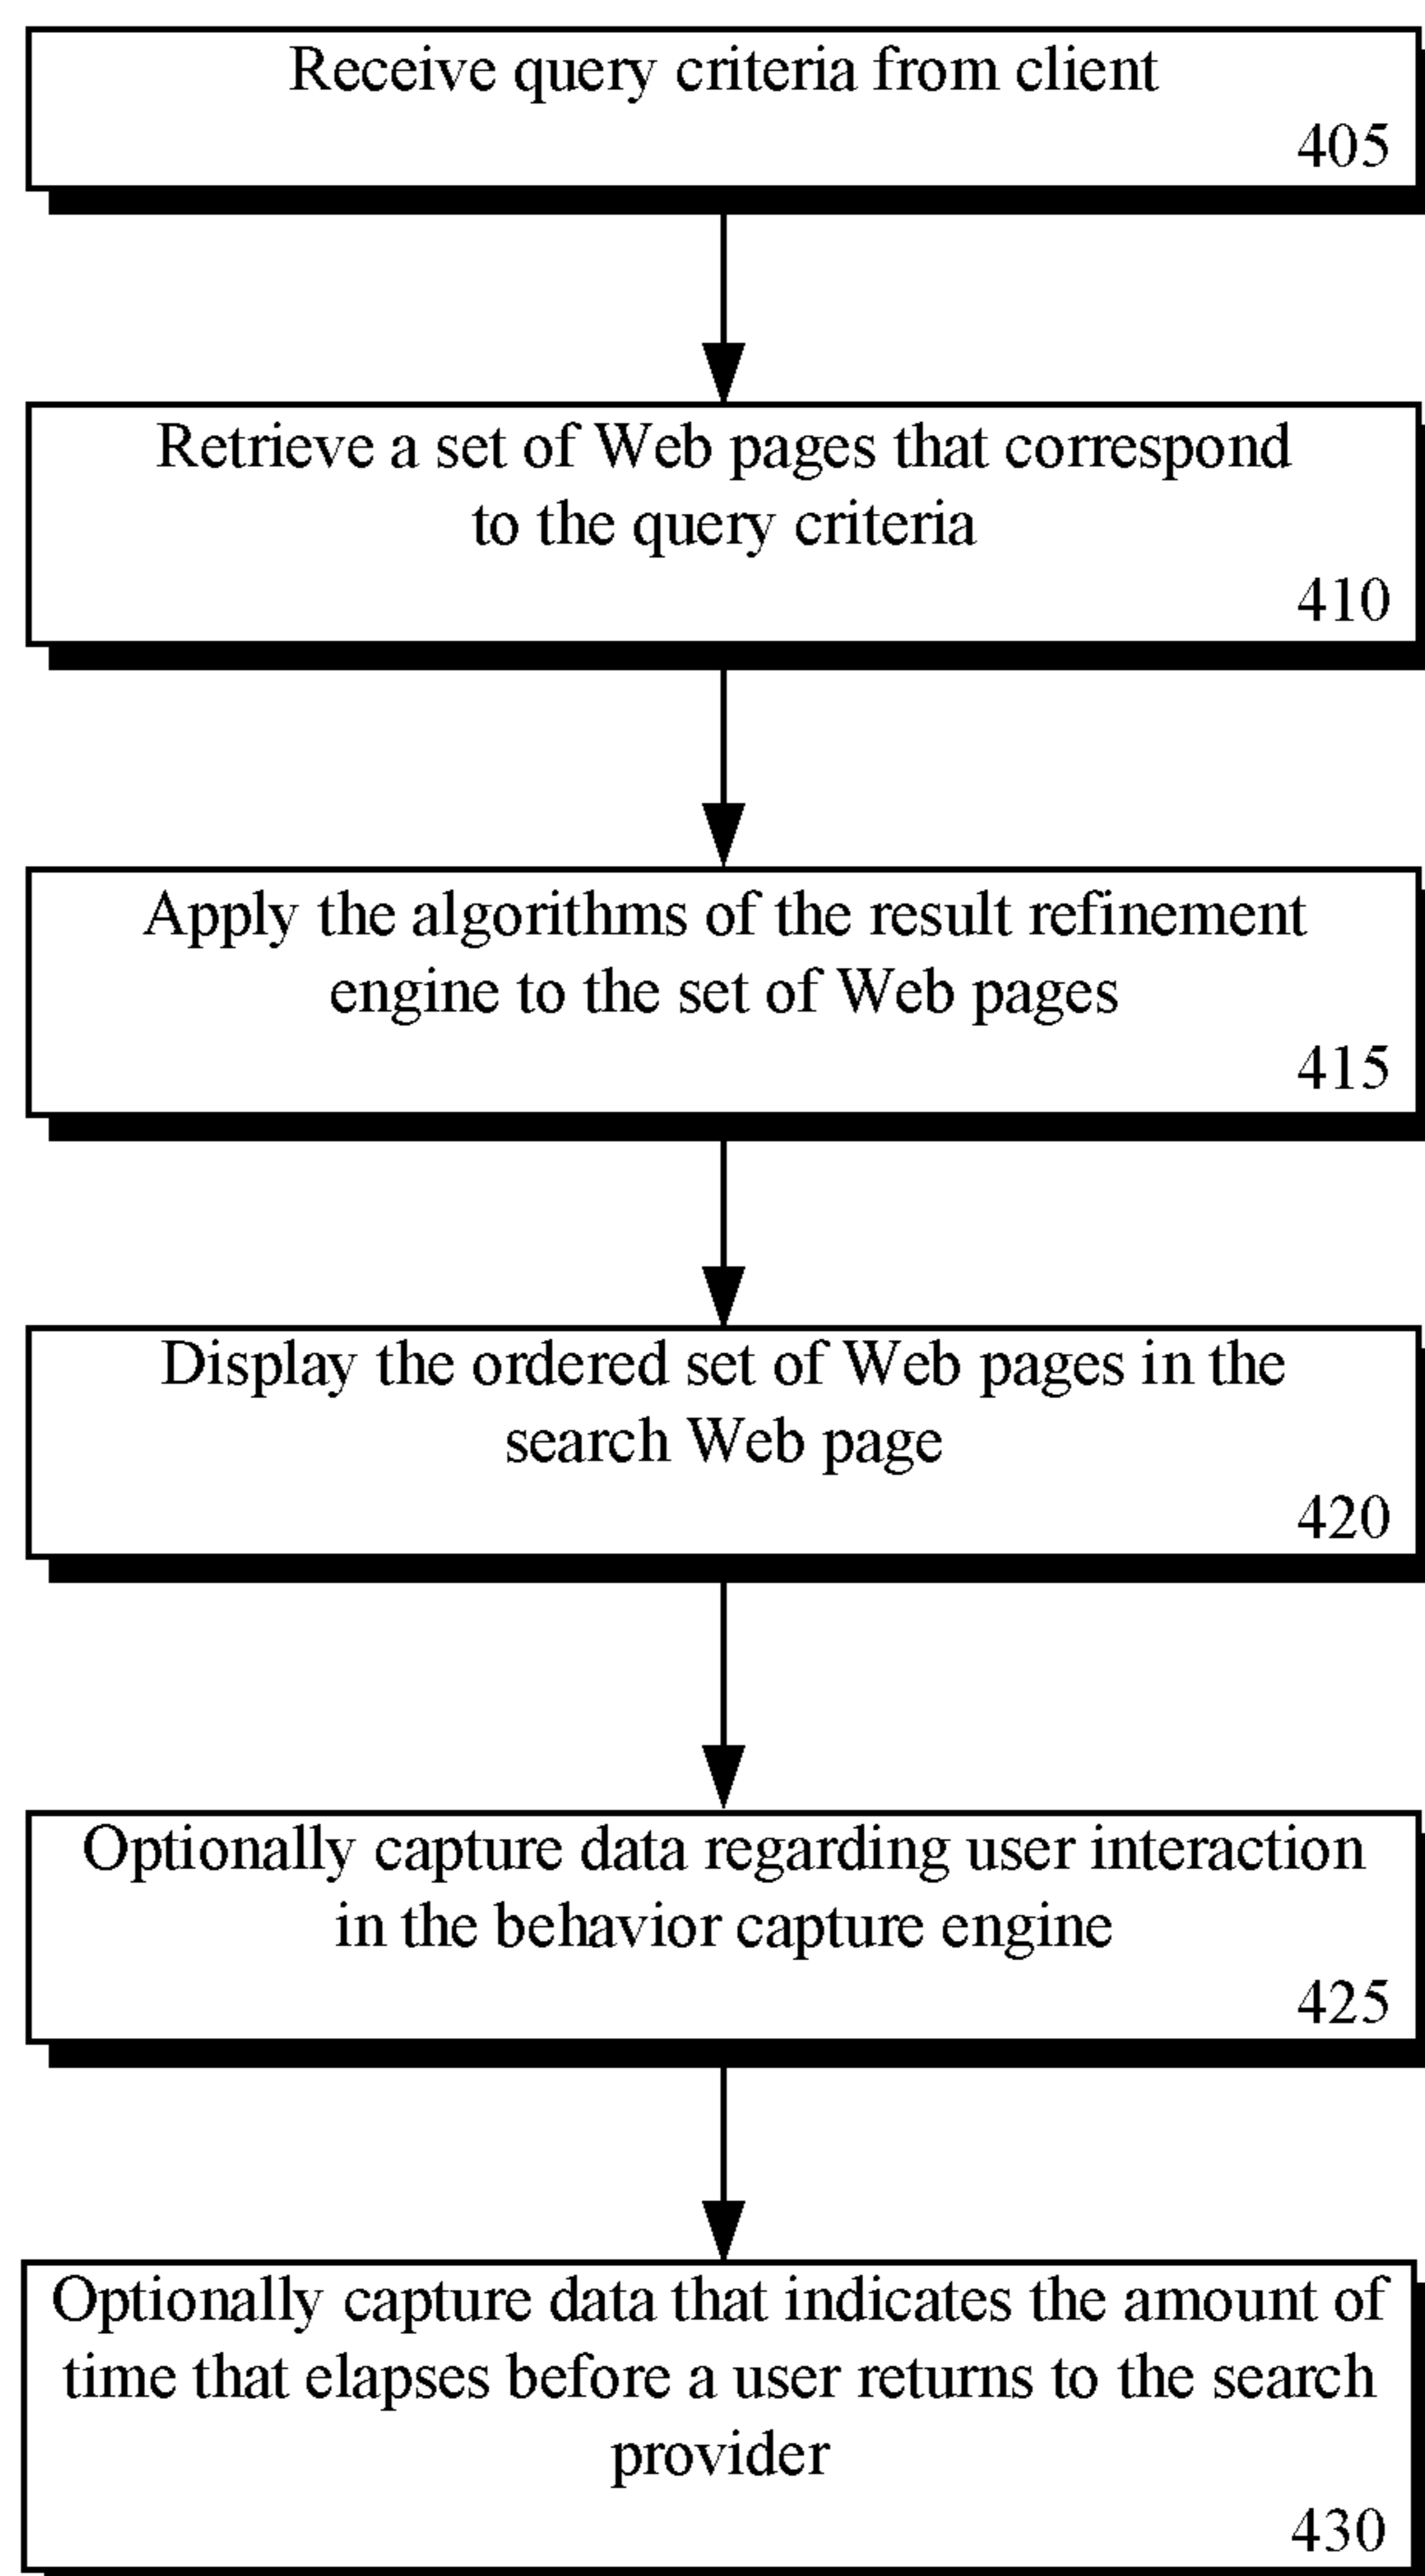 Receive query criteria from client
405
Retrieve a set of Web pages that correspond
to the query criteria
410
Apply the algorithms of the result refinement
engine to the set of Web pages
415
Display the ordered set of Web pages in the
search Web page
420
Optionally capture data regarding user interaction
in the behavior capture engine
425
Optionally capture data that indicates the amount of
time that elapses before a user returns to the search
provider
430